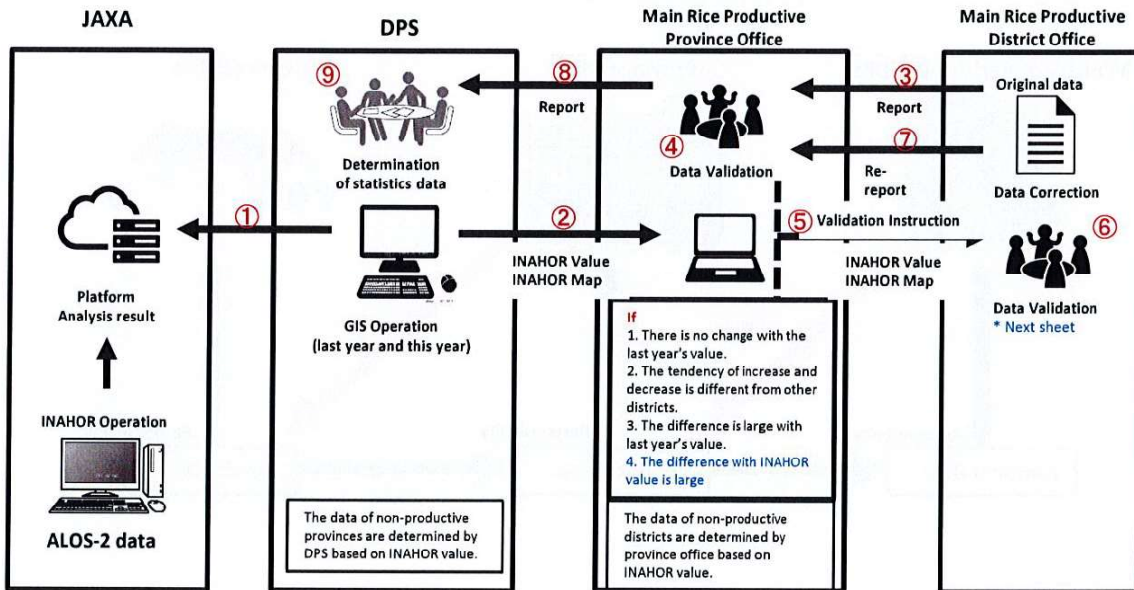 JAXA
DPS
Main Rice Productive
Province Office
Main Rice Productive
District Office
①
Platform
Analysis result
INAHOR Operation
ALOS-2 data
⑨
Determination
of statistics data
GIS Operation
(last year and this year)
The data of non-productive
provinces are determined by
DPS based on INAHOR value.
⑧
Report
②
INAHOR Value
INAHOR Map
④
Data Validation
If
1. There is no change with the
last year's value.
2. The tendency of increase and
decrease is different from other
districts.
3. The difference is large with
last year's value.
4. The difference with INAHOR
value is large
The data of non-productive
districts are determined by
province office based on
INAHOR value.
③
Report
⑦
Re-
report
⑤ Validation Instruction
INAHOR Value
INAHOR Map
Original data
Data Correction
⑥
Data Validation
* Next sheet